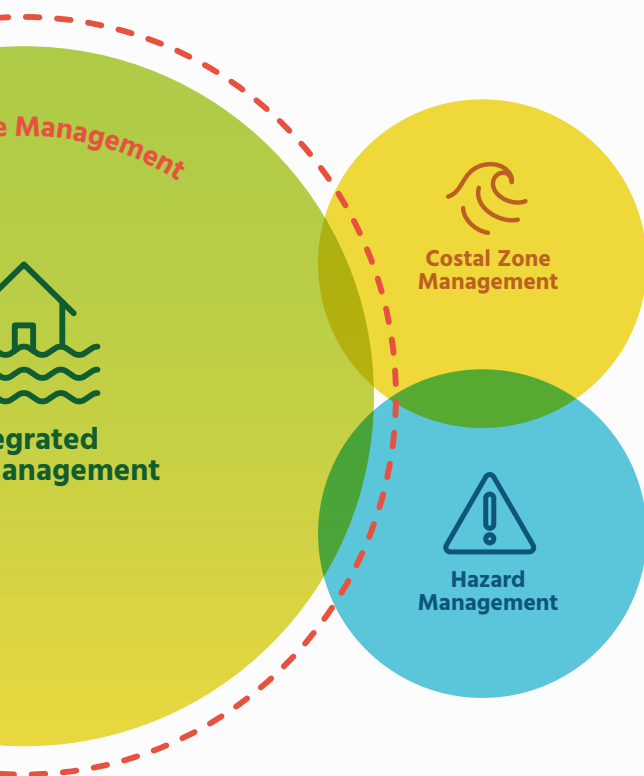 e Management
Costal Zone
Management
egrated
anagement
Hazard
Management